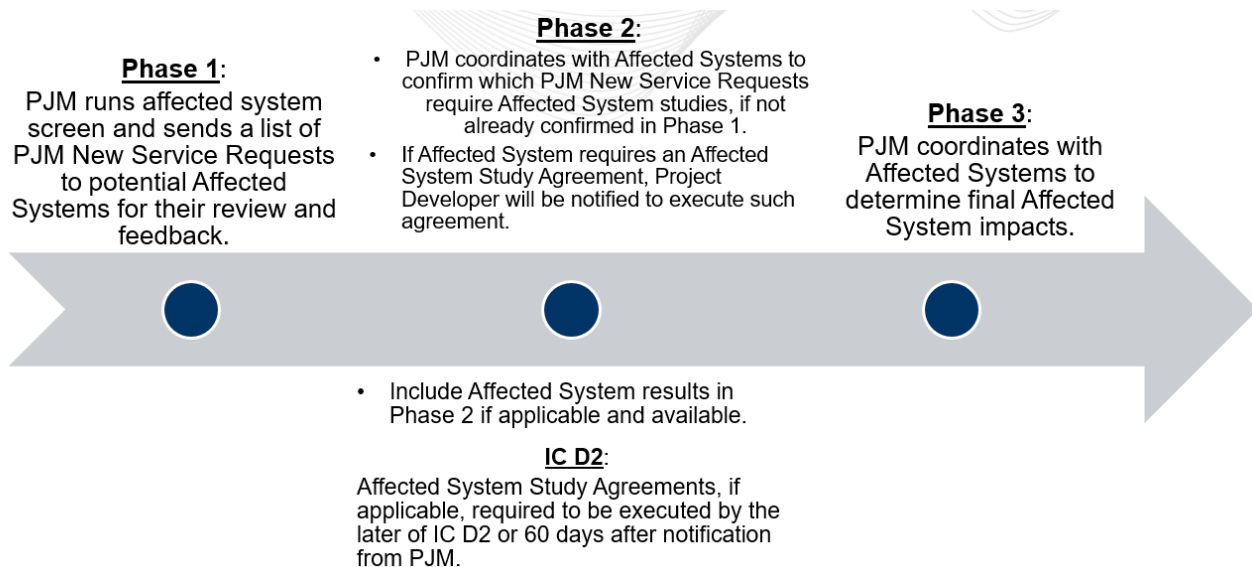 Phase 1:
PJM runs affected system
screen and sends a list of
PJM New Service Requests
to potential Affected
Systems for their review and
feedback.
Phase 2:
• PJM coordinates with Affected Systems to
confirm which PJM New Service Requests
require Affected System studies, if not
already confirmed in Phase 1.
• If Affected System requires an Affected
System Study Agreement, Project
Developer will be notified to execute such
agreement.
Phase 3:
PJM coordinates with
Affected Systems to
determine final Affected
System impacts.
• Include Affected System results in
Phase 2 if applicable and available.
IC D2:
Affected System Study Agreements, if
applicable, required to be executed by the
later of IC D2 or 60 days after notification
from PJM.